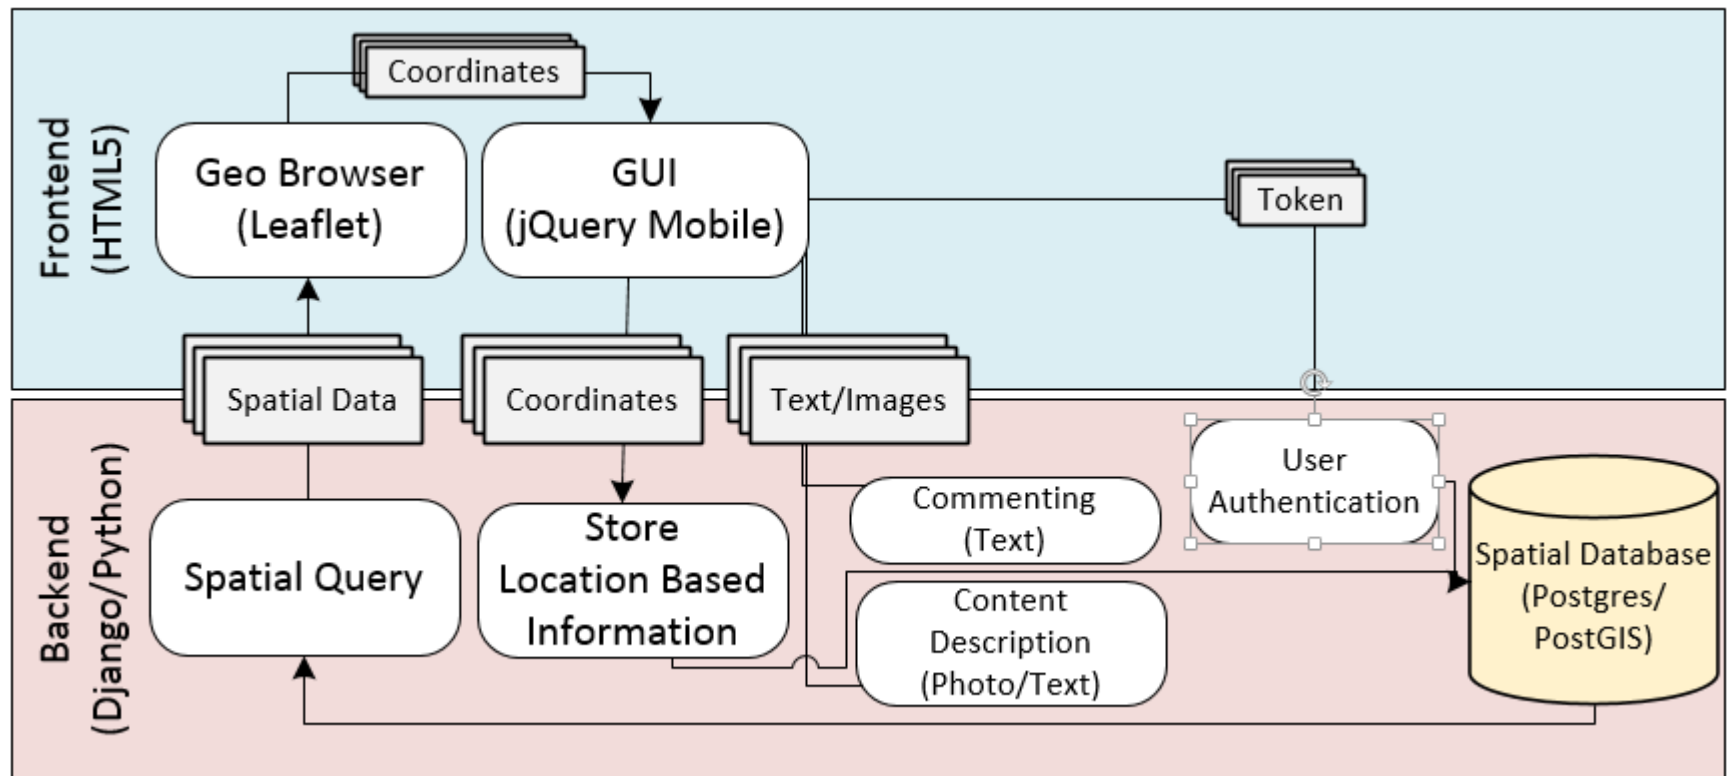 Frontend
(HTML5)
Coordinates
Geo Browser
(Leaflet)
GUI
(jQuery Mobile)
Token
Spatial Data
Coordinates
Text/Images
Backend
(Django/Python)
Spatial Query
Store
Location Based
Information
Commenting
(Text)
Content
Description
(Photo/Text)
User
Authentication
Spatial Database
(Postgres/
PostGIS)